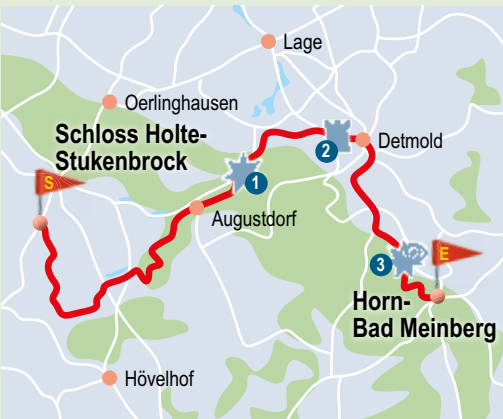 Lage
Oerlinghausen
Schloss Holte-
Stukenbrock
S
2
Detmold
1
Augustdorf
3
E
Horn-
Bad Meinberg
Hövelhof